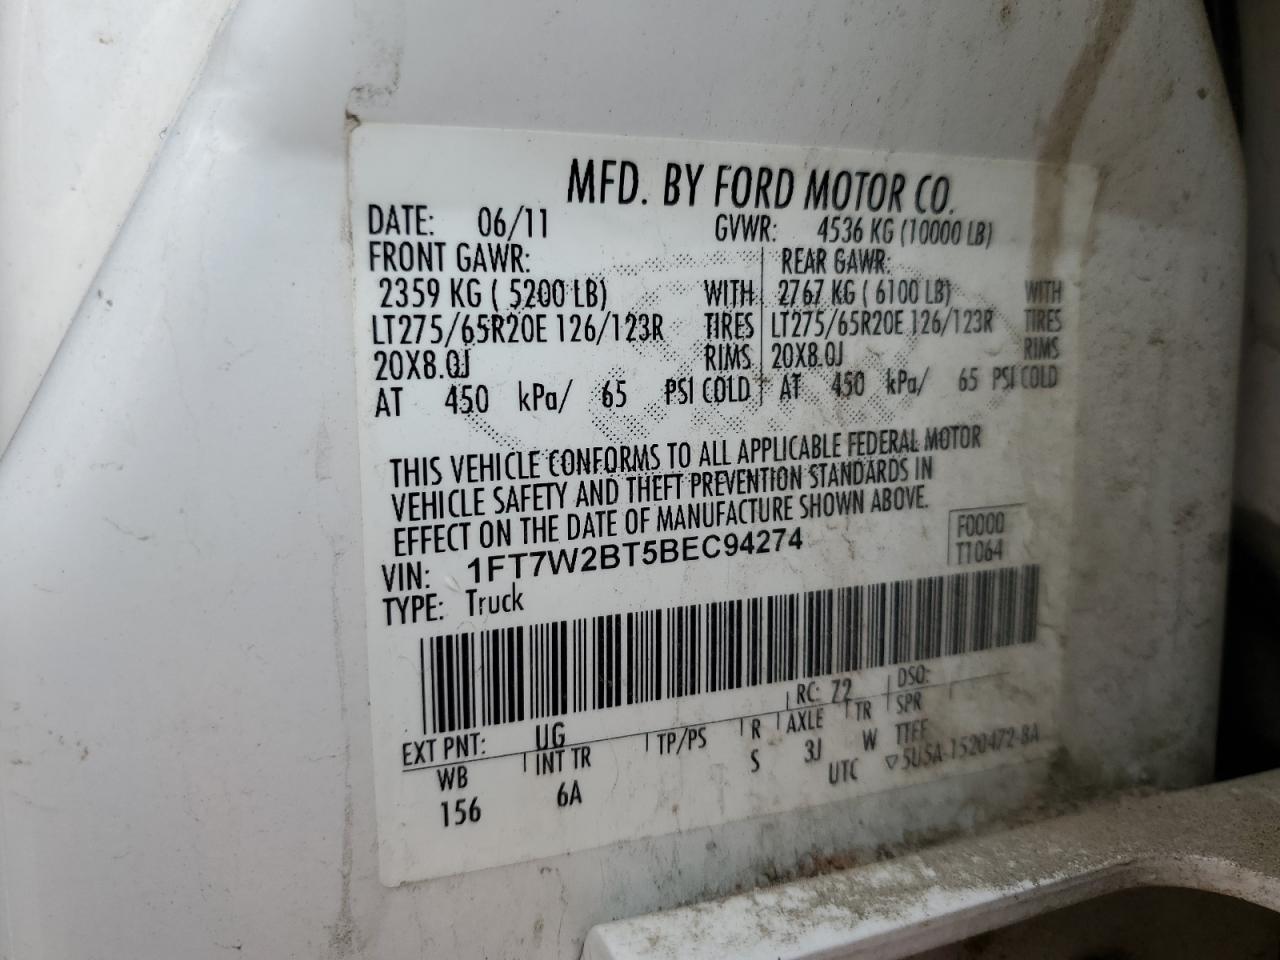 MFD. BY FORD MOTOR CO.
DATE: 06/11 GVWR: 4536 KG (10000 LB)
FRONT GAWR: REAR GAWR:
2359 KG ( 5200 LB) WITH 2767 KG ( 6100 LB) WITH
LT275/65R20E 126/123R TIRES LT275/65R20E 126/123R TIRES
20X8.0J RIMS 20X8.0J RIMS
AT 450 kPa/ 65 PSI COLD AT 450 kPa/ 65 PSI COLD
THIS VEHICLE CONFORMS TO ALL APPLICABLE FEDERAL MOTOR
VEHICLE SAFETY AND THEFT PREVENTION STANDARDS IN
EFFECT ON THE DATE OF MANUFACTURE SHOWN ABOVE.
VIN: 1FT7W2BT5BEC94274 F0000
TYPE: Truck T1064
EXT PNT: UG RC: 72 DSO:
WB INT TR TP/PS R AXLE TR SPR
156 6A S 3J W TTFF
UTC ▽5U5A-1520472-BA